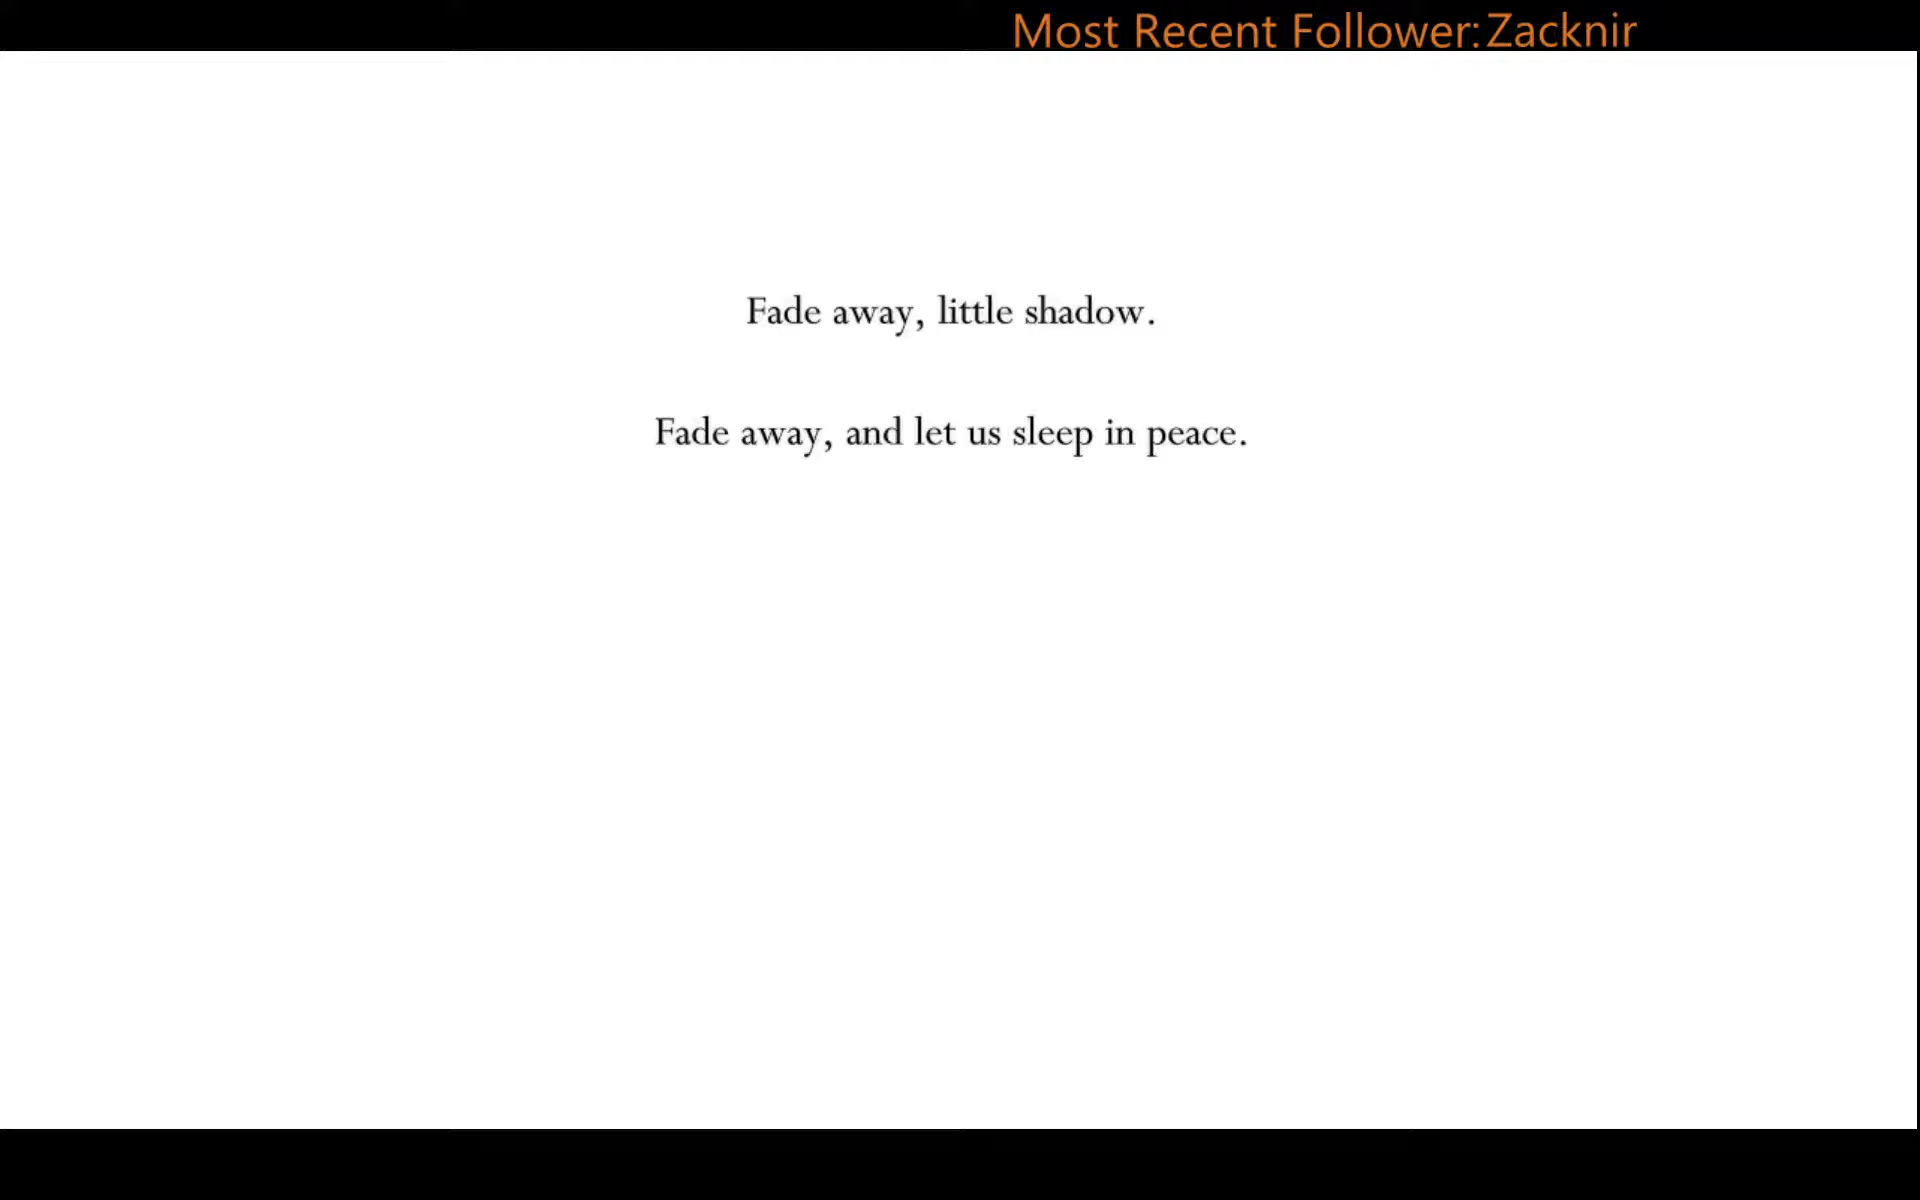 Most Recent Follower: Zacknir
Fade away, little shadow.
Fade away, and let us sleep in peace.